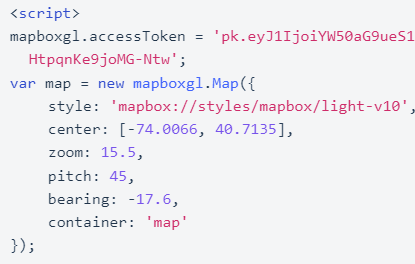 <script>
mapboxgl.accessToken = 'pk.eyJ1IjoiYW50aG9ueS1
HtpqnKe9joMG-Ntw';
var map = new mapboxgl.Map({
style: 'mapbox://styles/mapbox/light-v10',
center: [-74.0066, 40.7135],
zoom: 15.5,
pitch: 45,
bearing: -17.6,
container: 'map'
});